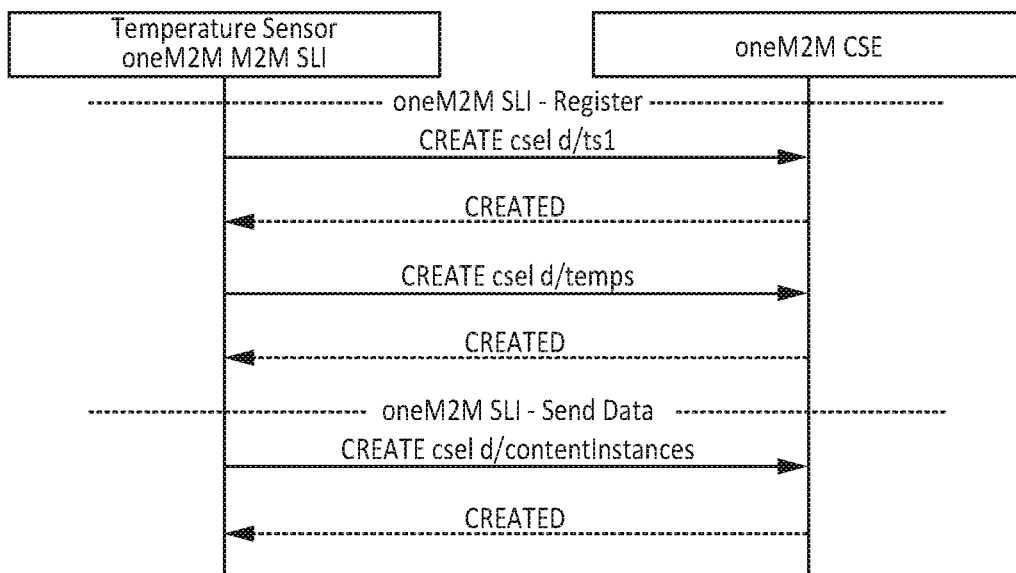 Temperature Sensor
oneM2M M2M SLI
oneM2M CSE
oneM2M SLI - Register
CREATE csel d/ts1
CREATED
CREATE csel d/temps
CREATED
oneM2M SLI - Send Data
CREATE csel d/contentInstances
CREATED